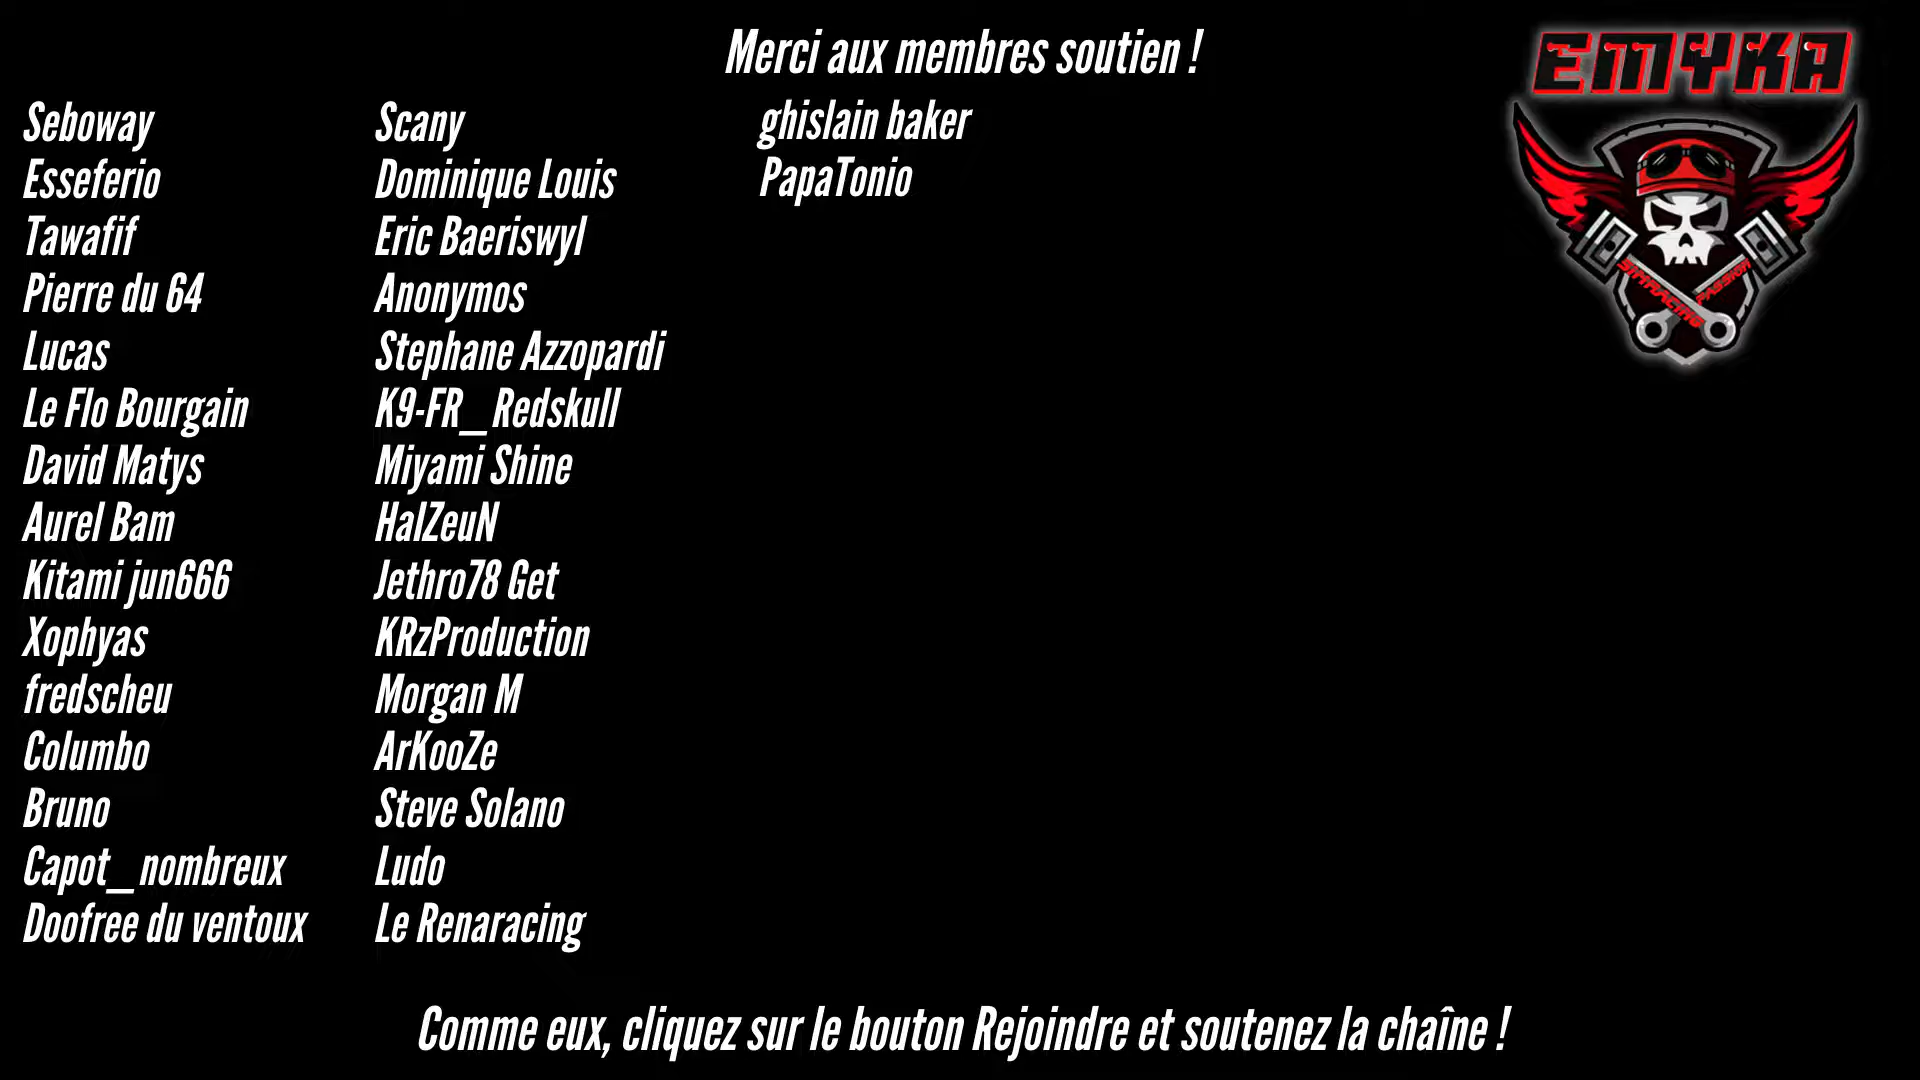 Merci aux membres soutien !
EMYKA
Seboway
Esseferio
Tawafif
Pierre du 64
Lucas
Le Flo Bourgain
David Matys
Aurel Bam
Kitami jun666
Xophyas
fredscheu
Columbo
Bruno
Capot_nombreux
Doofree du ventoux
Scany
Dominique Louis
Eric Baeriswyl
Anonymos
Stephane Azzopardi
K9-FR_Redskull
Miyami Shine
HalZeuN
Jethro78 Get
KRzProduction
Morgan M
ArKooZe
Steve Solano
Ludo
Le Renaracing
ghislain baker
PapaTonio
SIMRACING PASSION
Comme eux, cliquez sur le bouton Rejoindre et soutenez la chaîne !